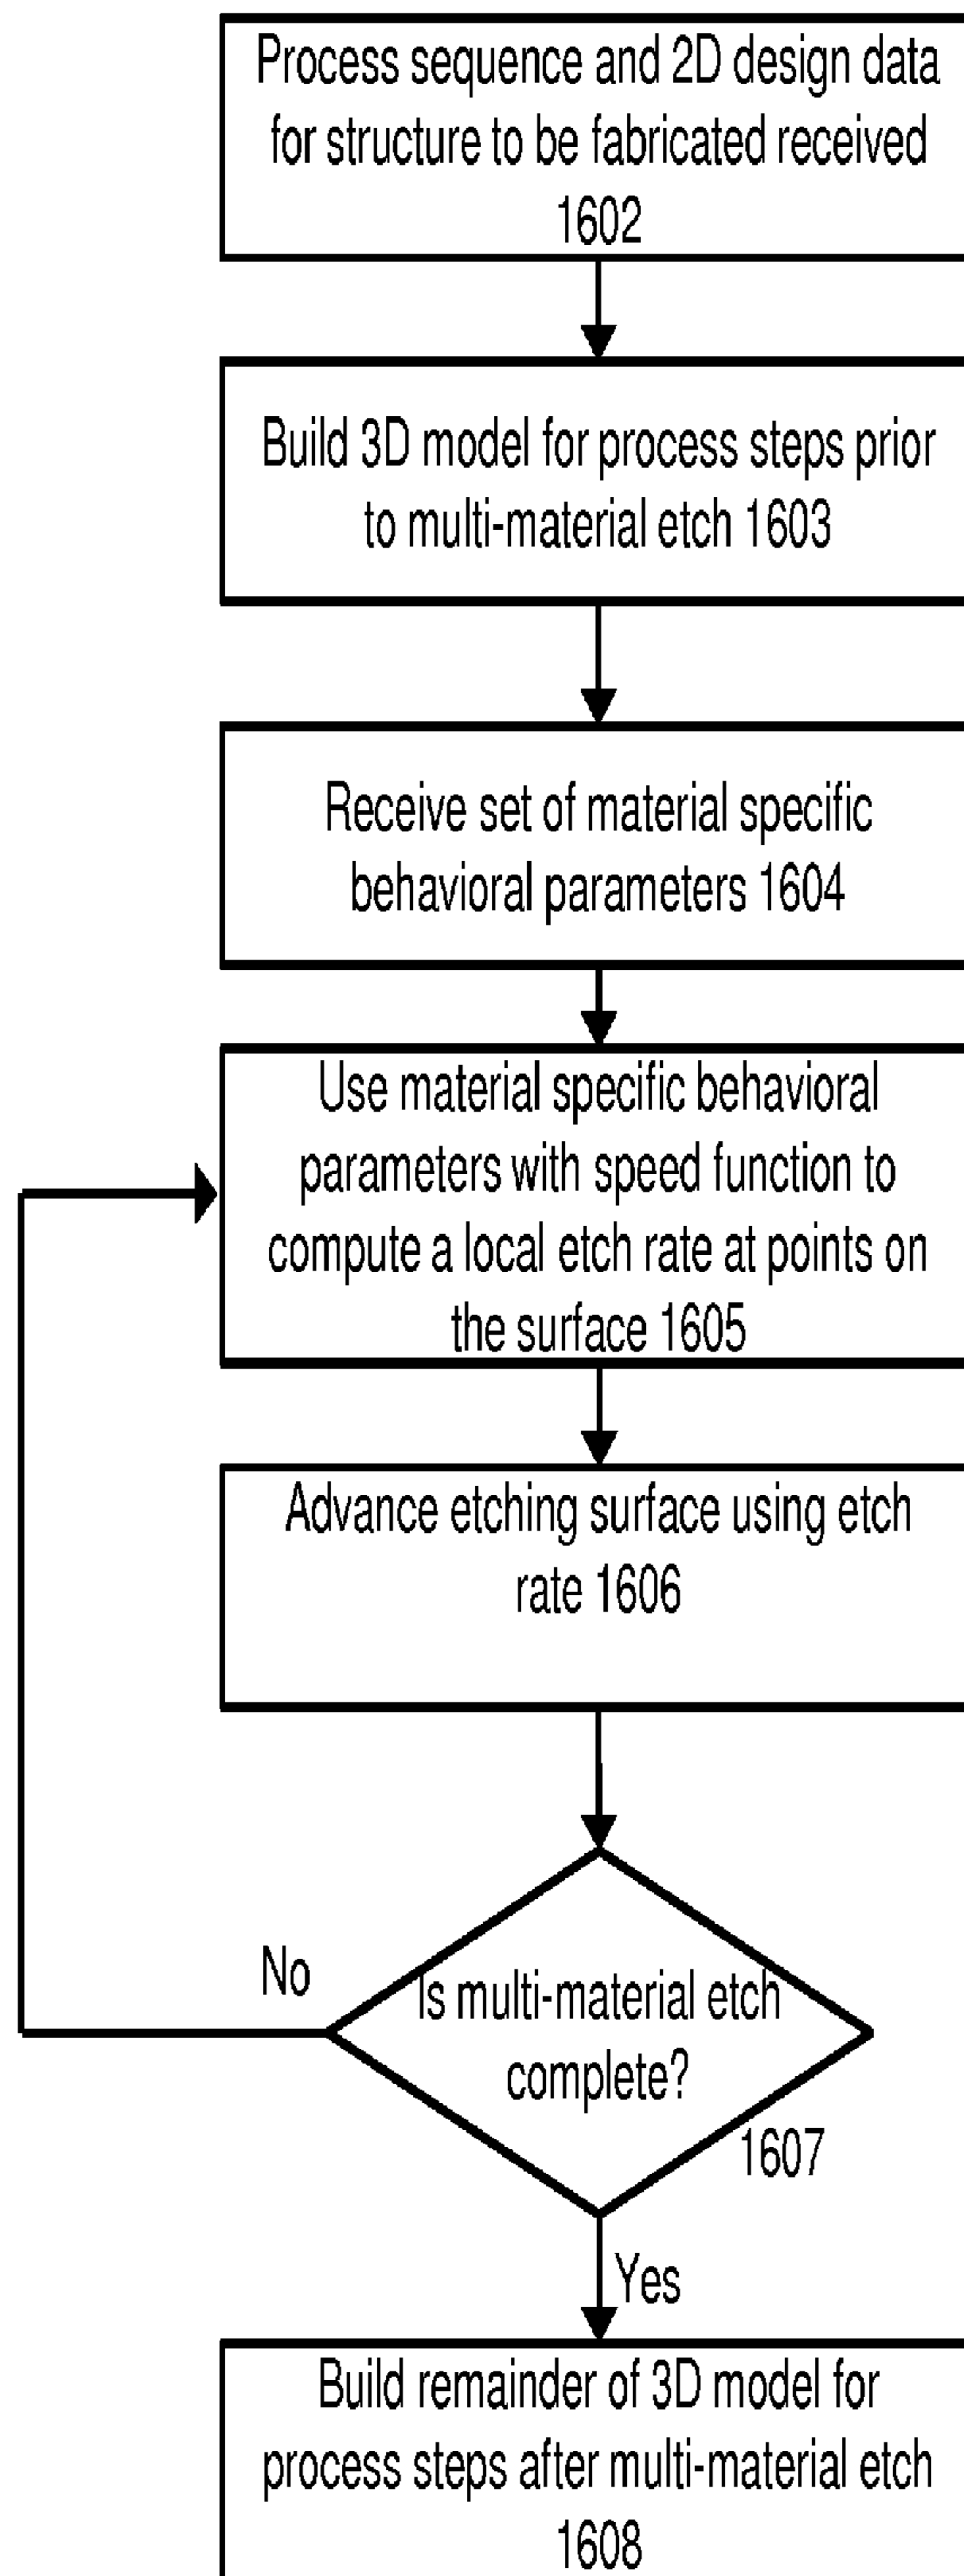 Process sequence and 2D design data
for structure to be fabricated received
1602
Build 3D model for process steps prior
to multi-material etch 1603
Receive set of material specific
behavioral parameters 1604
Use material specific behavioral
parameters with speed function to
compute a local etch rate at points on
the surface 1605
Advance etching surface using etch
rate 1606
No
Is multi-material etch
complete?
1607
Yes
Build remainder of 3D model for
process steps after multi-material etch
1608